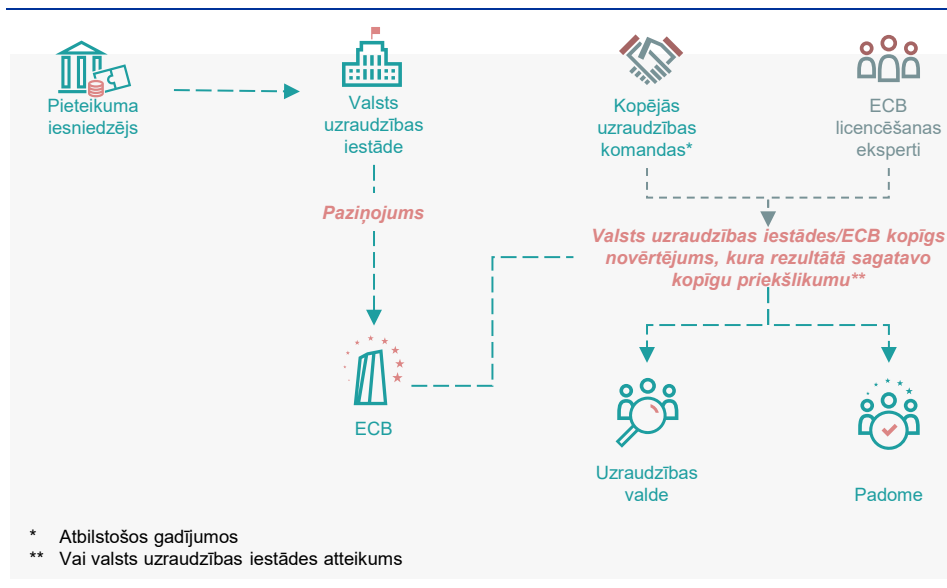 Pieteikuma
iesniedzējs
Valsts
uzraudzības
iestāde
Kopējās
uzraudzības
komandas*
ECB
licencēšanas
eksperti
Paziņojums
Valsts uzraudzības iestādes/ECB kopīgs
novērtējums, kura rezultātā sagatavo
kopīgu priekšlikumu**
ECB
Uzraudzības
valde
Padome
* Atbilstošos gadījumos
** Vai valsts uzraudzības iestādes atteikums